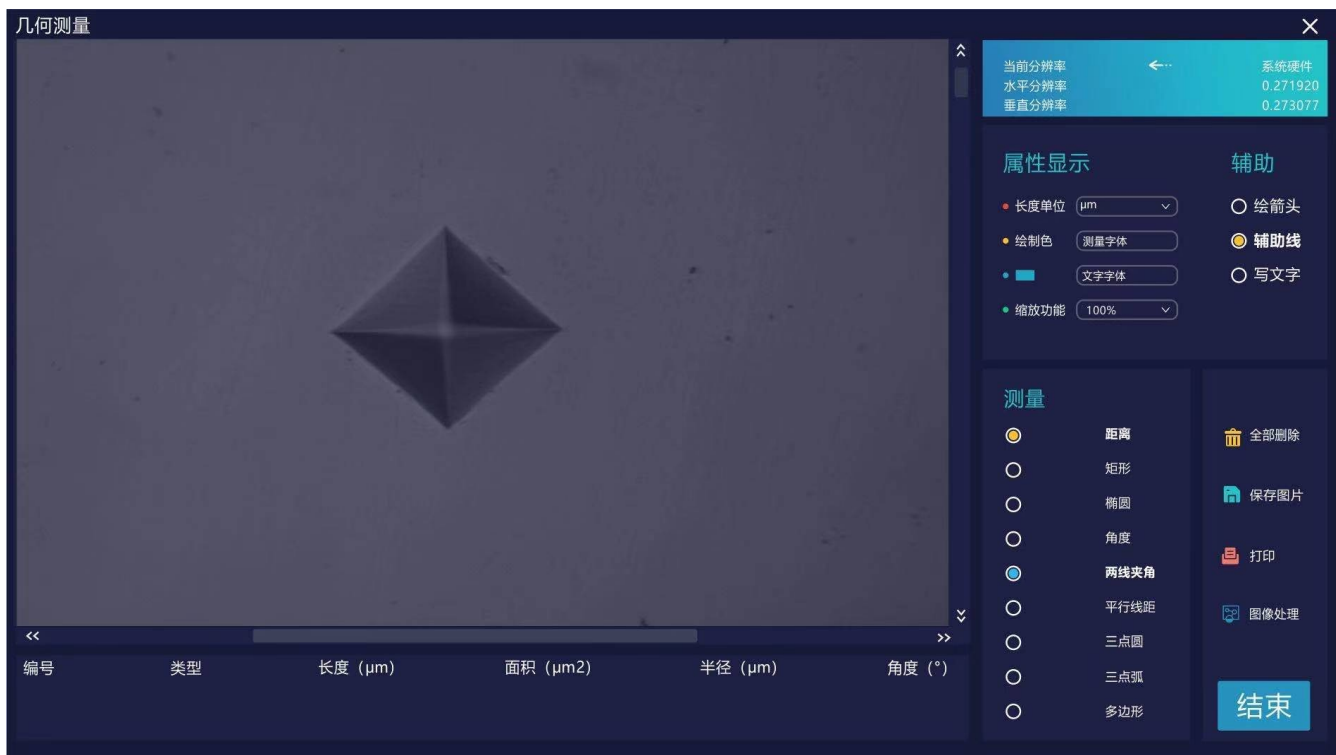 几何测量
当前分辨率 系统硬件
水平分辨率 0.271920
垂直分辨率 0.273077
属性显示
长度单位 μm
绘制色 测量字体
文字字体
缩放功能 100%
辅助
绘箭头
辅助线
写文字
测量
距离
矩形
椭圆
角度
两线夹角
平行线距
三点圆
三点弧
多边形
全部删除
保存图片
打印
图像处理
结束
编号 类型 长度（μm） 面积（μm2） 半径（μm） 角度（°）